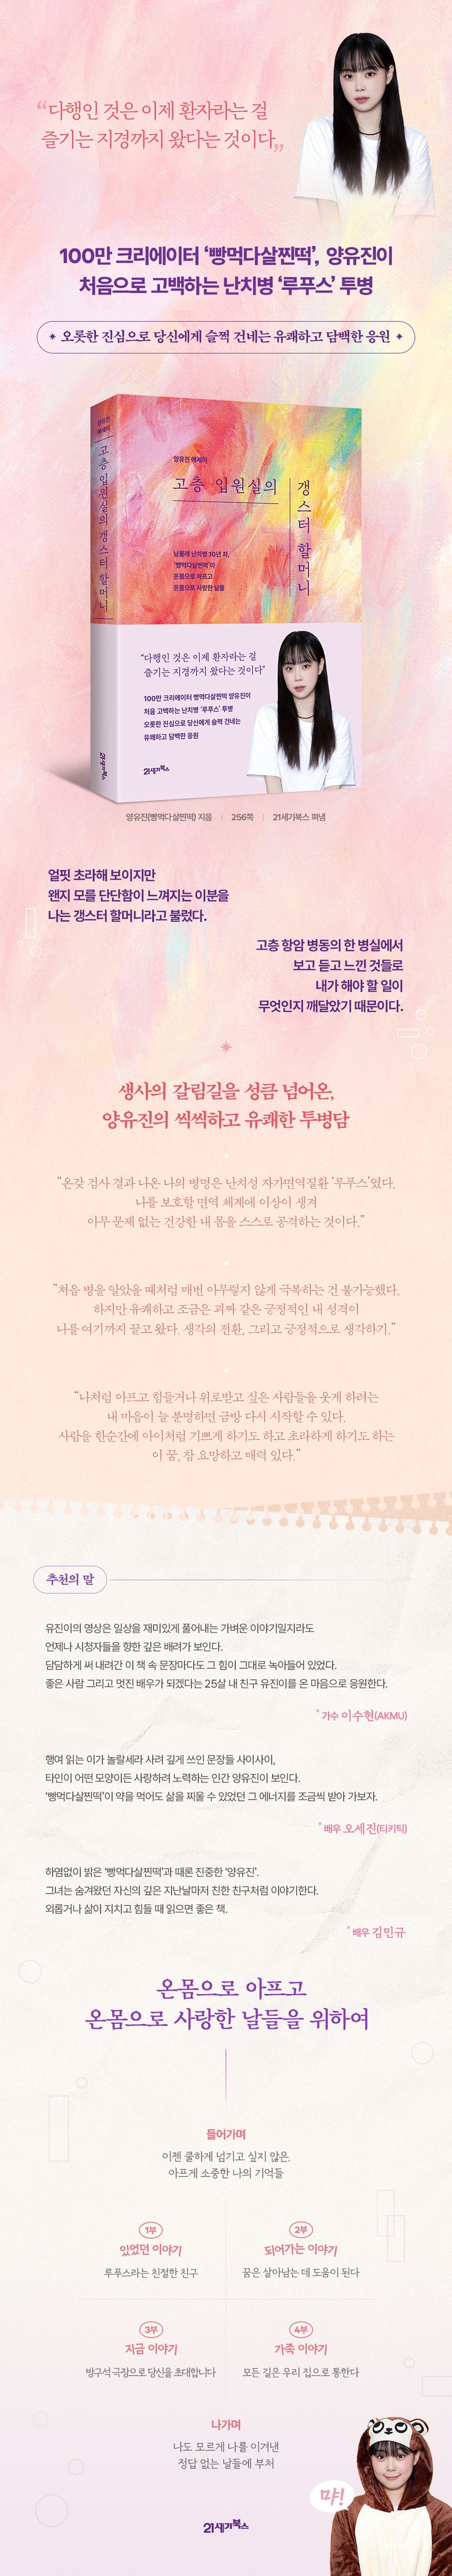 “다행인 것은 이제 환자라는 걸
즐기는 지경까지 왔다는 것이다.”
100만 크리에이터 ‘빵먹다살찐떡’, 양유진이
처음으로 고백하는 난치병 ‘루푸스’ 투병
오롯한 진심으로 당신에게 슬쩍 건네는 유쾌하고 담백한 응원
양유진 에세이
고층 입원실의 갱스터 할머니
21세기북스
양유진 에세이
고층 입원실의
갱스터 할머니
남몰래 난치병 10년 차,
‘빵먹다살찐떡’이
온몸으로 아프고
온몸으로 사랑한 날들
“다행인 것은 이제 환자라는 걸
즐기는 지경까지 왔다는 것이다”
100만 크리에이터 빵먹다살찐떡 양유진이
처음 고백하는 난치병 ‘루푸스’ 투병
오롯한 진심으로 당신에게 슬쩍 건네는
유쾌하고 담백한 응원
21세기북스
양유진(빵먹다살찐떡) 지음 | 256쪽 | 21세기북스 펴냄
얼핏 초라해 보이지만
왠지 모를 단단함이 느껴지는 이분을
나는 갱스터 할머니라고 불렀다.
고층 항암 병동의 한 병실에서
보고 듣고 느낀 것들로
내가 해야 할 일이
무엇인지 깨달았기 때문이다.
생사의 갈림길을 성큼 넘어온,
양유진의 씩씩하고 유쾌한 투병담
“온갖 검사 결과 나온 나의 병명은 난치성 자가면역질환 ‘루푸스’였다.
나를 보호할 면역 체계에 이상이 생겨
아무 문제 없는 건강한 내 몸을 스스로 공격하는 것이다.”
“처음 병을 알았을 때처럼 매번 아무렇지 않게 극복하는 건 불가능했다.
하지만 유쾌하고 조금은 괴짜 같은 긍정적인 내 성격이
나를 여기까지 끌고 왔다. 생각의 전환, 그리고 긍정적으로 생각하기.”
“나처럼 아프고 힘들거나 위로받고 싶은 사람들을 웃게 하려는
내 마음이 늘 분명하면 금방 다시 시작할 수 있다.
사람을 한순간에 아이처럼 기쁘게 하기도 하고 초라하게 하기도 하는
이 꿈, 참 요망하고 매력 있다.”
추천의 말
유진이의 영상은 일상을 재미있게 풀어내는 가벼운 이야기일지라도
언제나 시청자들을 향한 깊은 배려가 보인다.
담담하게 써 내려간 이 책 속 문장마다도 그 힘이 그대로 녹아들어 있었다.
좋은 사람 그리고 멋진 배우가 되겠다는 25살 내 친구 유진이를 온 마음으로 응원한다.
* 가수 이수현(AKMU)
행여 읽는 이가 놀랄세라 사려 깊게 쓰인 문장들 사이사이,
타인이 어떤 모양이든 사랑하려 노력하는 인간 양유진이 보인다.
‘빵먹다살찐떡’이 약을 먹어도 삶을 찌울 수 있었던 그 에너지를 조금씩 받아 가보자.
* 배우 오세진(티키틱)
하염없이 밝은 ‘빵먹다살찐떡’과 때론 진중한 ‘양유진’.
그녀는 숨겨왔던 자신의 깊은 지난날마저 친한 친구처럼 이야기한다.
외롭거나 삶이 지치고 힘들 때 읽으면 좋은 책.
* 배우 김민규
온몸으로 아프고
온몸으로 사랑한 날들을 위하여
들어가며
이젠 쿨하게 넘기고 싶지 않은,
아프게 소중한 나의 기억들
1부
있었던 이야기
루푸스라는 친절한 친구
2부
되어가는 이야기
꿈은 살아남는 데 도움이 된다
3부
지금 이야기
방구석 극장으로 당신을 초대합니다
4부
가족 이야기
모든 길은 우리 집으로 통한다
나가며
나도 모르게 나를 이겨낸
정답 없는 날들에 부쳐
먀!
21세기북스